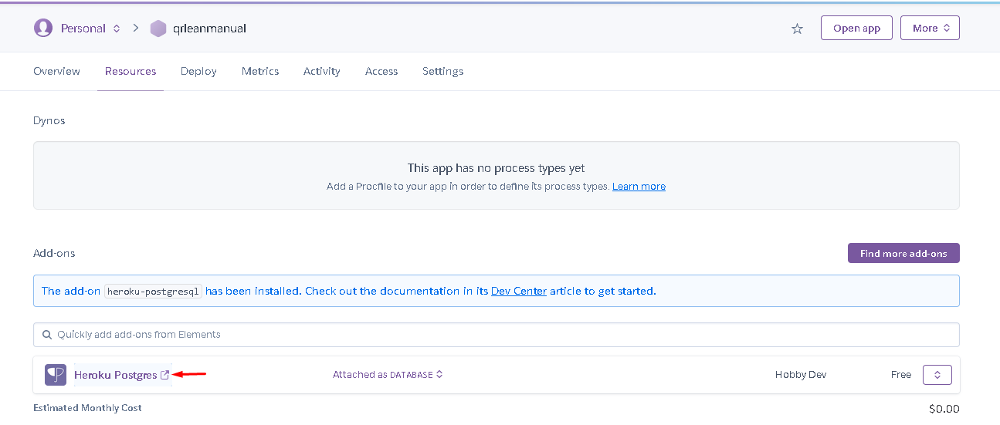 Personal qrleanmanual Open app More
Overview Resources Deploy Metrics Activity Access Settings
Dynos
This app has no process types yet
Add a Procfile to your app in order to define its process types. Learn more
Add-ons Find more add-ons
The add-on heroku-postgresql has been installed. Check out the documentation in its Dev Center article to get started.
Quickly add add-ons from Elements
Heroku Postgres Attached as DATABASE Hobby Dev Free
Estimated Monthly Cost $0.00